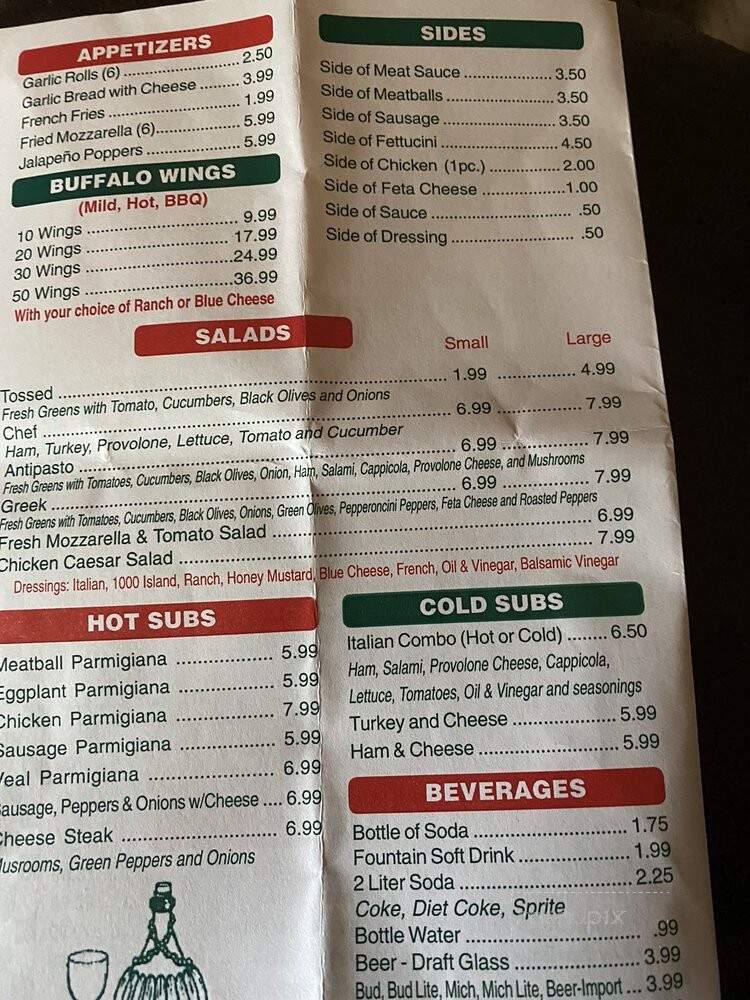 APPETIZERS
Garlic Rolls (6) 2.50
Garlic Bread with Cheese 3.99
French Fries 1.99
Fried Mozzarella (6) 5.99
Jalapeño Poppers 5.99
BUFFALO WINGS
(Mild, Hot, BBQ)
10 Wings 9.99
20 Wings 17.99
30 Wings 24.99
50 Wings 36.99
With your choice of Ranch or Blue Cheese
SIDES
Side of Meat Sauce 3.50
Side of Meatballs 3.50
Side of Sausage 3.50
Side of Fettucini 4.50
Side of Chicken (1pc.) 2.00
Side of Feta Cheese 1.00
Side of Sauce .50
Side of Dressing .50
SALADS
Small Large
Tossed 1.99 4.99
Fresh Greens with Tomato, Cucumbers, Black Olives and Onions
Chef 6.99 7.99
Ham, Turkey, Provolone, Lettuce, Tomato and Cucumber
Antipasto 6.99 7.99
Fresh Greens with Tomatoes, Cucumbers, Black Olives, Onion, Ham, Salami, Cappicola, Provolone Cheese, and Mushrooms
Greek 6.99 7.99
Fresh Greens with Tomatoes, Cucumbers, Black Olives, Onions, Green Olives, Pepperoncini Peppers, Feta Cheese and Roasted Peppers
Fresh Mozzarella & Tomato Salad 6.99
Chicken Caesar Salad 7.99
Dressings: Italian, 1000 Island, Ranch, Honey Mustard, Blue Cheese, French, Oil & Vinegar, Balsamic Vinegar
HOT SUBS
Meatball Parmigiana 5.99
Eggplant Parmigiana 5.99
Chicken Parmigiana 7.99
Sausage Parmigiana 5.99
Veal Parmigiana 6.99
Sausage, Peppers & Onions w/Cheese 6.99
Cheese Steak 6.99
Musrooms, Green Peppers and Onions
COLD SUBS
Italian Combo (Hot or Cold) 6.50
Ham, Salami, Provolone Cheese, Cappicola,
Lettuce, Tomatoes, Oil & Vinegar and seasonings
Turkey and Cheese 5.99
Ham & Cheese 5.99
BEVERAGES
Bottle of Soda 1.75
Fountain Soft Drink 1.99
2 Liter Soda 2.25
Coke, Diet Coke, Sprite
Bottle Water .99
Beer - Draft Glass 3.99
Bud, Bud Lite, Mich, Mich Lite, Beer-Import 3.99